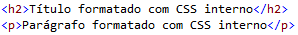 <h2>Título formatado com CSS interno</h2>
<p>Parágrafo formatado com CSS interno</p>